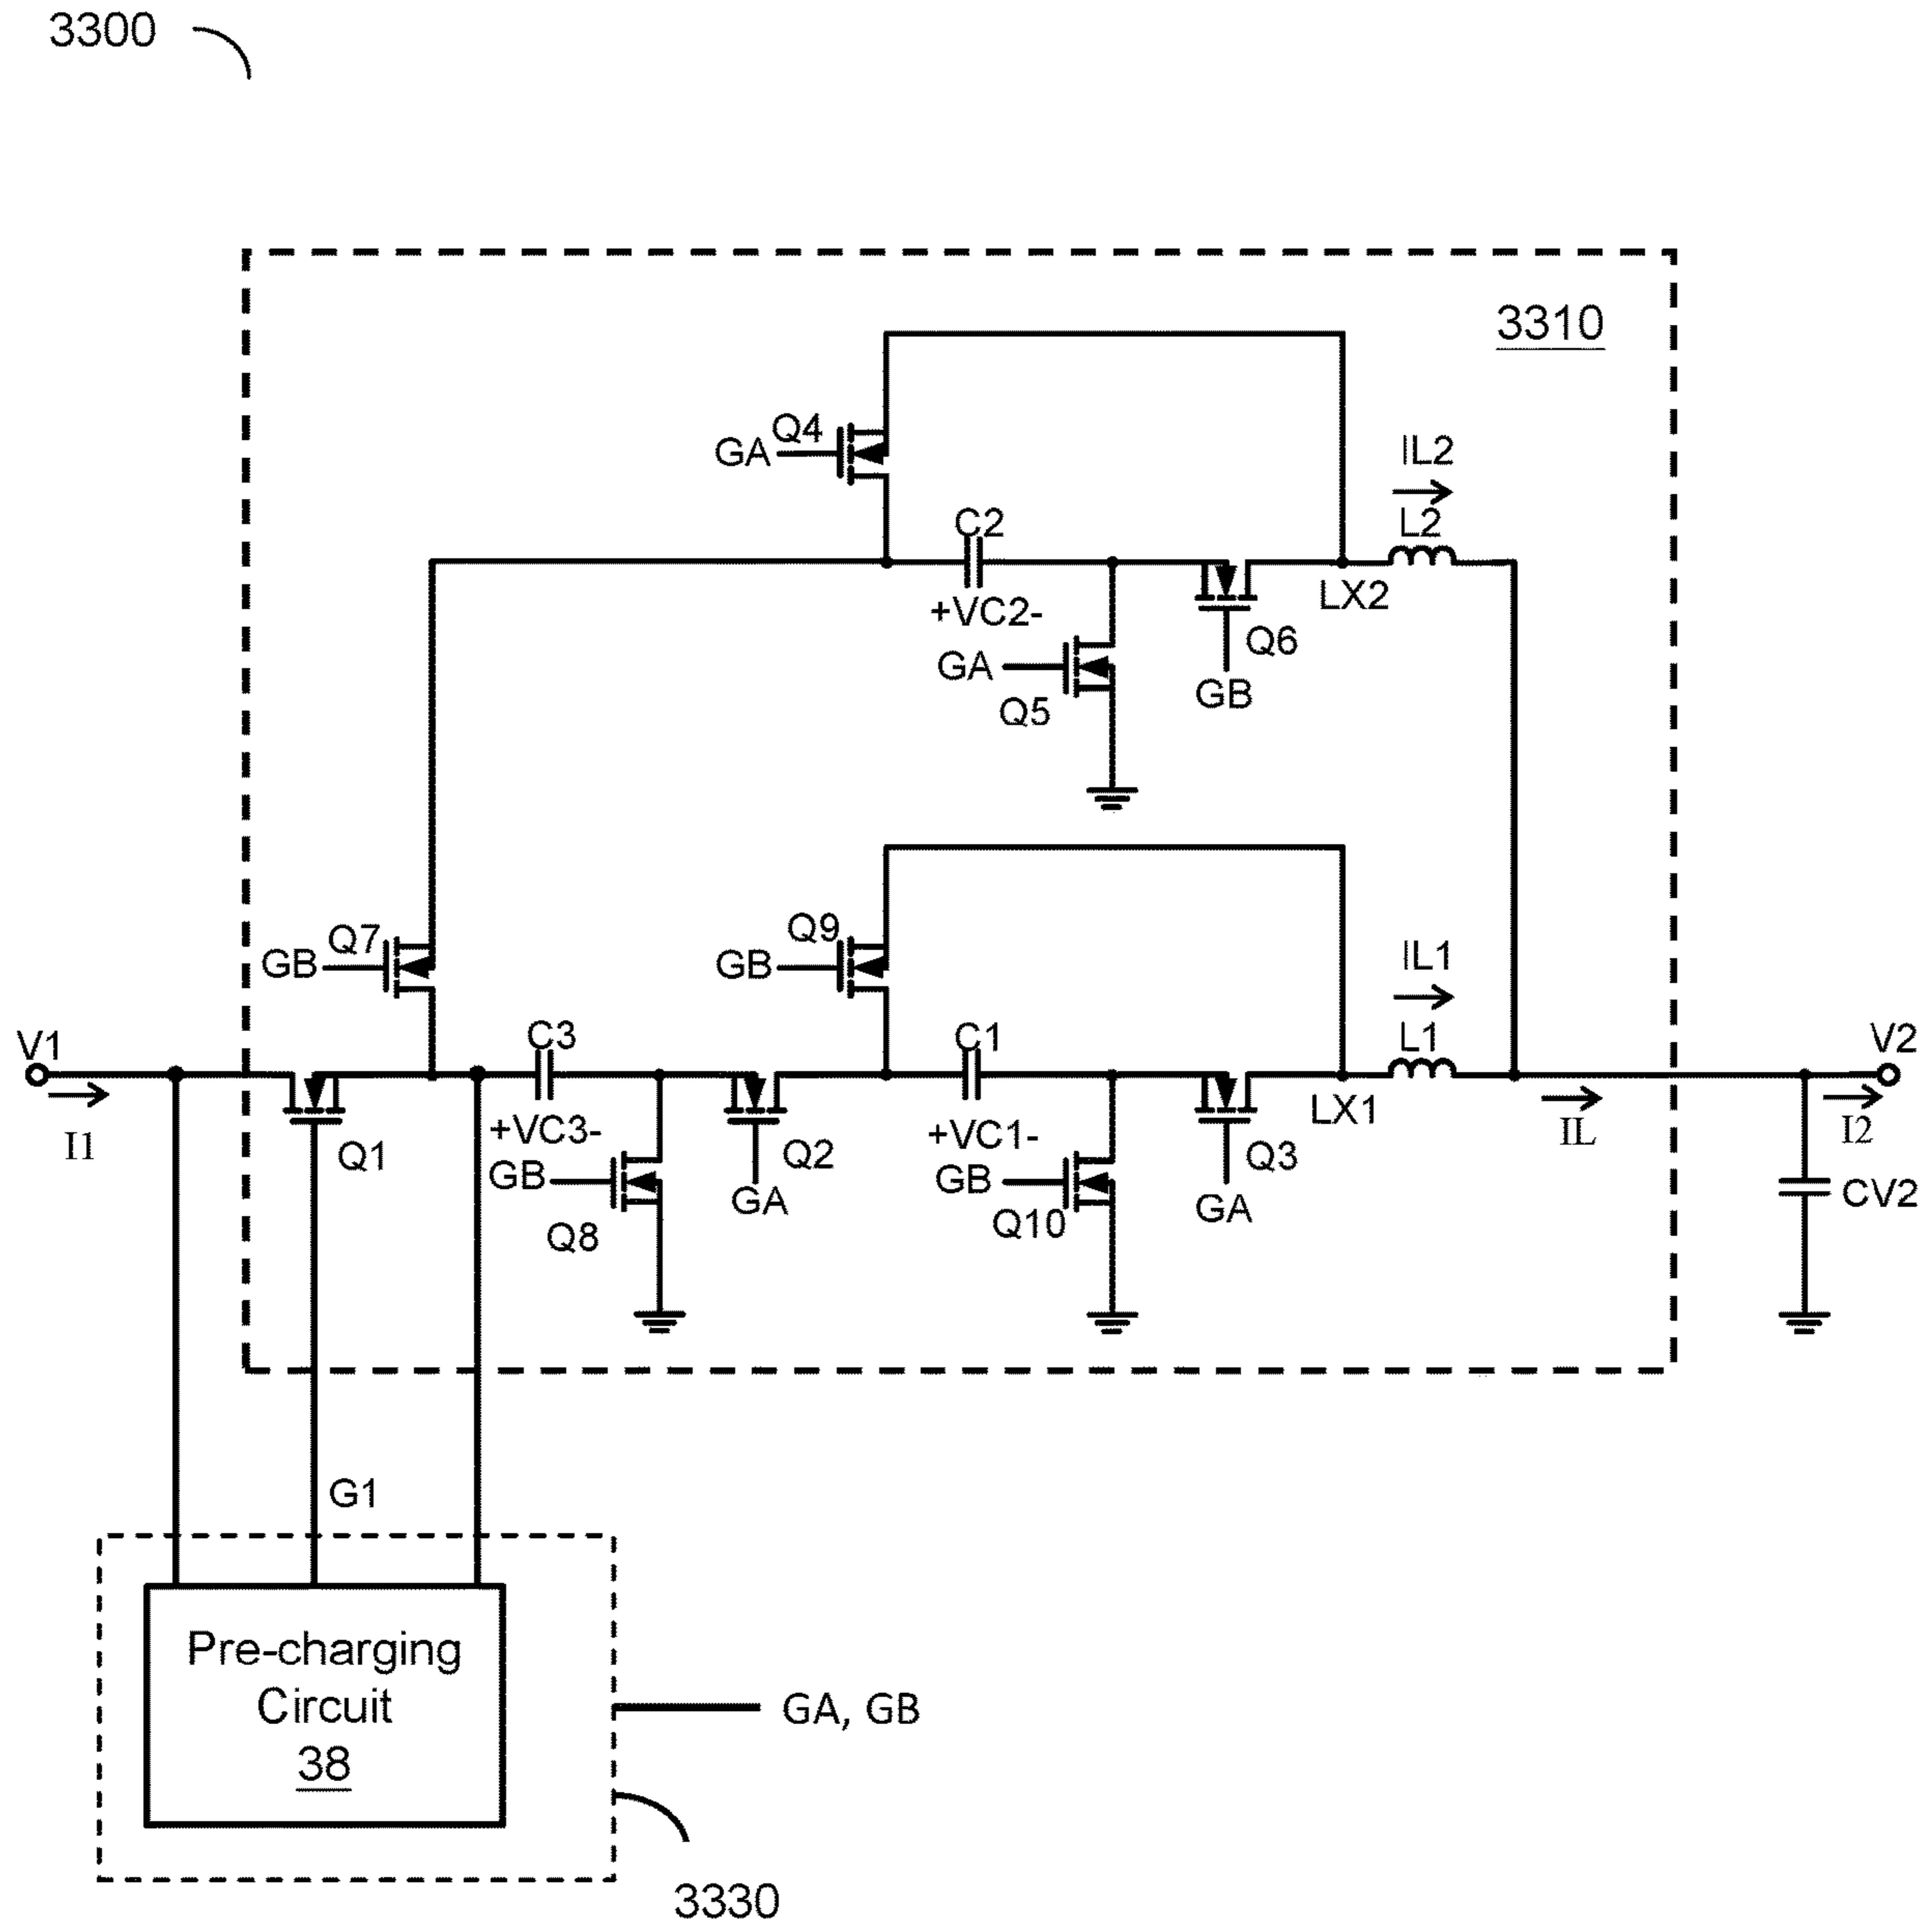 3300
3310
Q4
GA
IL2
L2
C2
+VC2-
LX2
GA
Q5
Q6
GB
Q7
GB
Q9
GB
IL1
L1
V1
I1
Q1
C3
+VC3-
GB
Q8
Q2
GA
C1
+VC1-
GB
Q10
Q3
GA
LX1
IL
V2
I2
CV2
G1
Pre-charging
Circuit
38
GA, GB
3330